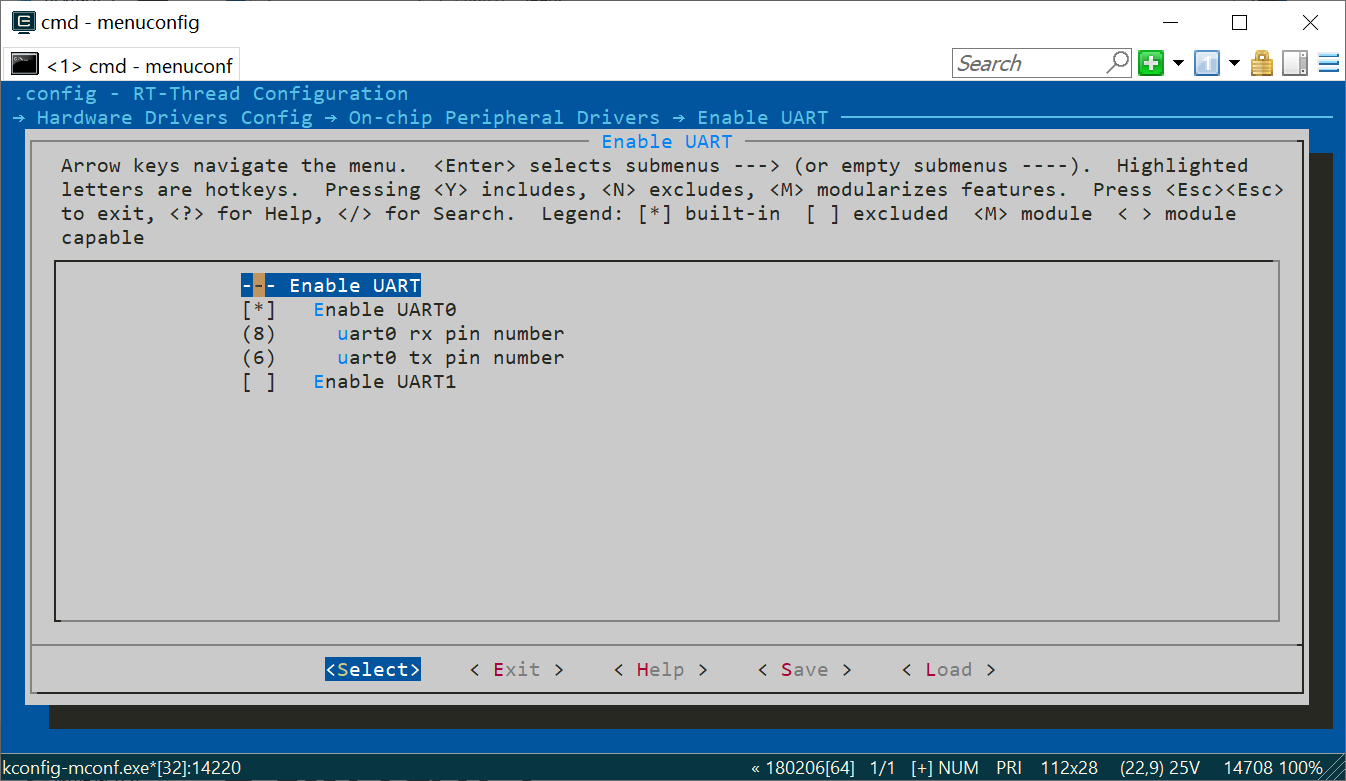 cmd - menuconfig
<1> cmd - menuconf
Search
.config - RT-Thread Configuration
→ Hardware Drivers Config → On-chip Peripheral Drivers → Enable UART
Enable UART
Arrow keys navigate the menu.  <Enter> selects submenus ---> (or empty submenus ----).  Highlighted
letters are hotkeys.  Pressing <Y> includes, <N> excludes, <M> modularizes features.  Press <Esc><Esc>
to exit, <?> for Help, </> for Search.  Legend: [*] built-in  [ ] excluded  <M> module  < > module
capable
--- Enable UART
[*]   Enable UART0
(8)     uart0 rx pin number
(6)     uart0 tx pin number
[ ]   Enable UART1
<Select>    < Exit >    < Help >    < Save >    < Load >
kconfig-mconf.exe*[32]:14220    « 180206[64]  1/1  [+] NUM  PRI  112x28  (22,9) 25V  14708 100%